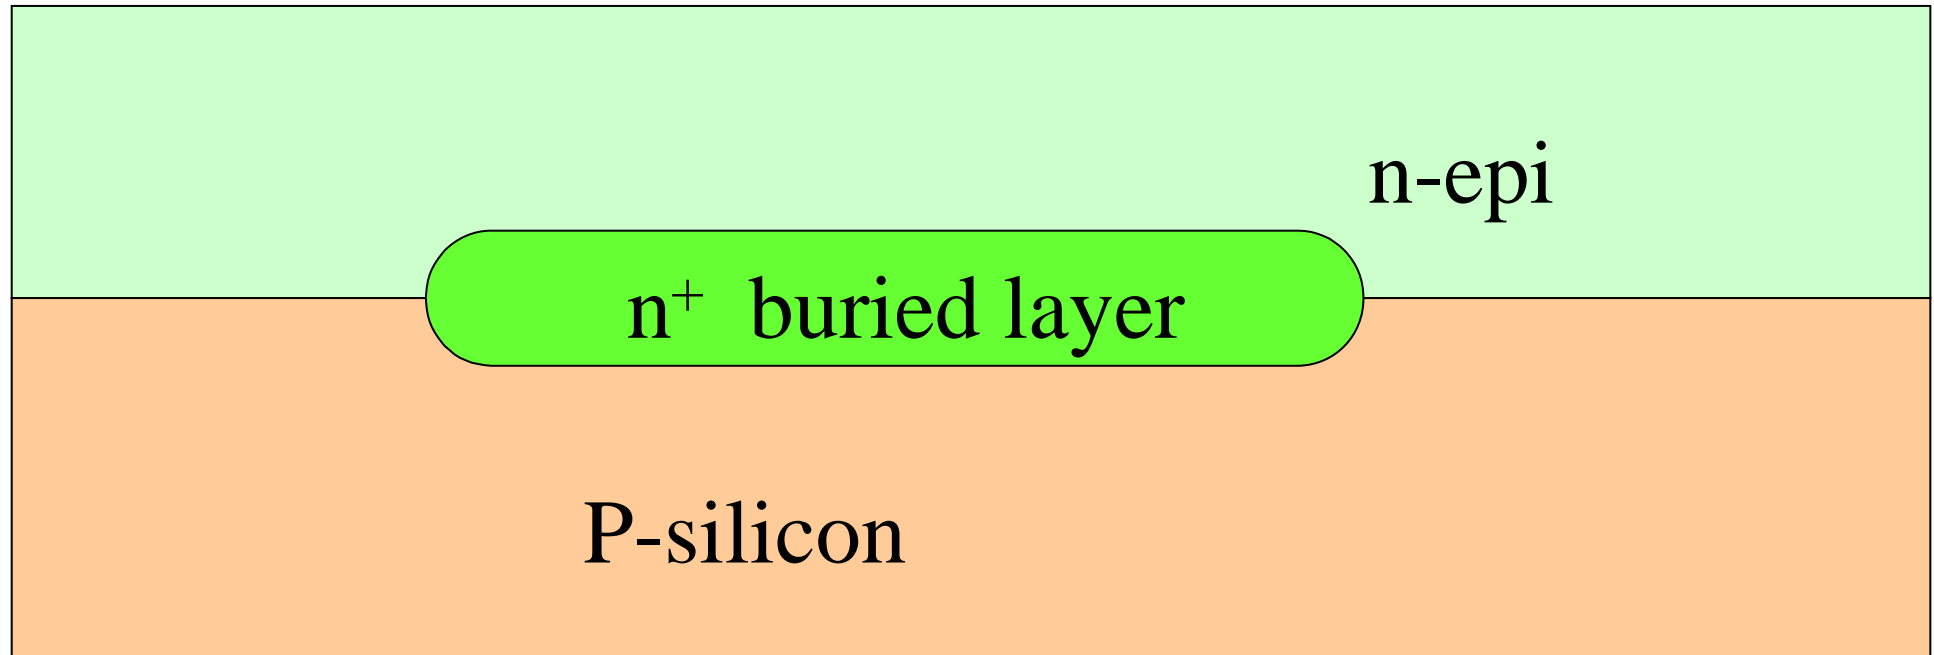 n-epi
n⁺ buried layer
P-silicon